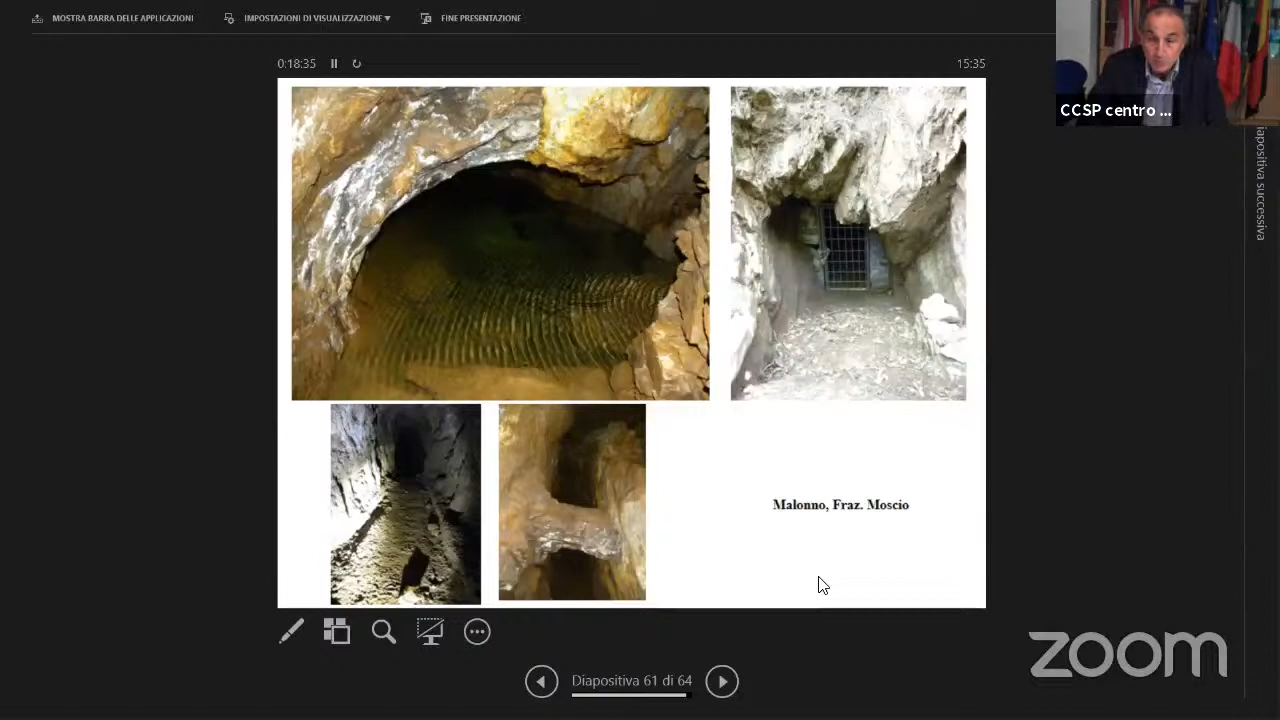 MOSTRA BARRA DELLE APPLICAZIONI
IMPOSTAZIONI DI VISUALIZZAZIONE ▼
FINE PRESENTAZIONE
0:18:35
15:35
CCSP centro ...
iapositiva successiva
Malonno, Fraz. Moscio
zoom
Diapositiva 61 di 64